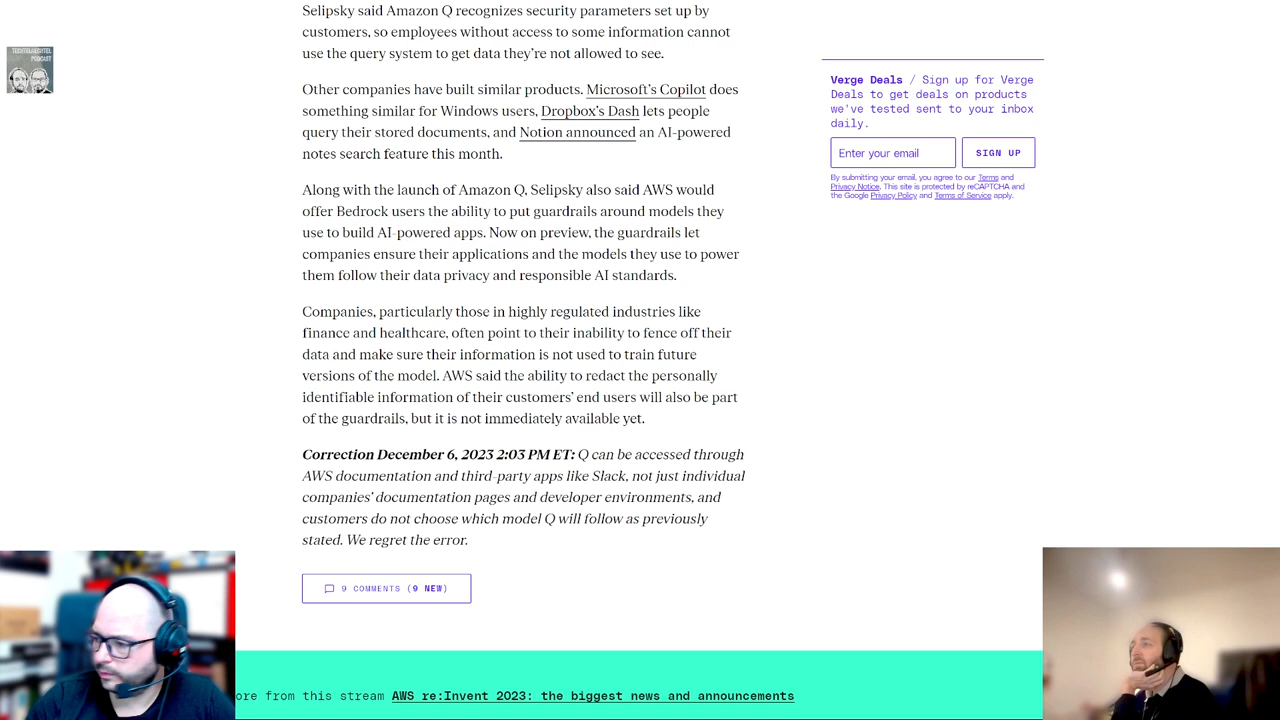 TECHTELMECHTEL
PODCAST
Selipsky said Amazon Q recognizes security parameters set up by
customers, so employees without access to some information cannot
use the query system to get data they're not allowed to see.
Other companies have built similar products. Microsoft's Copilot does
something similar for Windows users, Dropbox's Dash lets people
query their stored documents, and Notion announced an AI-powered
notes search feature this month.
Along with the launch of Amazon Q, Selipsky also said AWS would
offer Bedrock users the ability to put guardrails around models they
use to build AI-powered apps. Now on preview, the guardrails let
companies ensure their applications and the models they use to power
them follow their data privacy and responsible AI standards.
Companies, particularly those in highly regulated industries like
finance and healthcare, often point to their inability to fence off their
data and make sure their information is not used to train future
versions of the model. AWS said the ability to redact the personally
identifiable information of their customers' end users will also be part
of the guardrails, but it is not immediately available yet.
Correction December 6, 2023 2:03 PM ET: Q can be accessed through
AWS documentation and third-party apps like Slack, not just individual
companies' documentation pages and developer environments, and
customers do not choose which model Q will follow as previously
stated. We regret the error.
9 COMMENTS (9 NEW)
Verge Deals / Sign up for Verge
Deals to get deals on products
we've tested sent to your inbox
daily.
Enter your email
SIGN UP
By submitting your email, you agree to our Terms and
Privacy Notice. This site is protected by reCAPTCHA and
the Google Privacy Policy and Terms of Service apply.
ore from this stream AWS re:Invent 2023: the biggest news and announcements